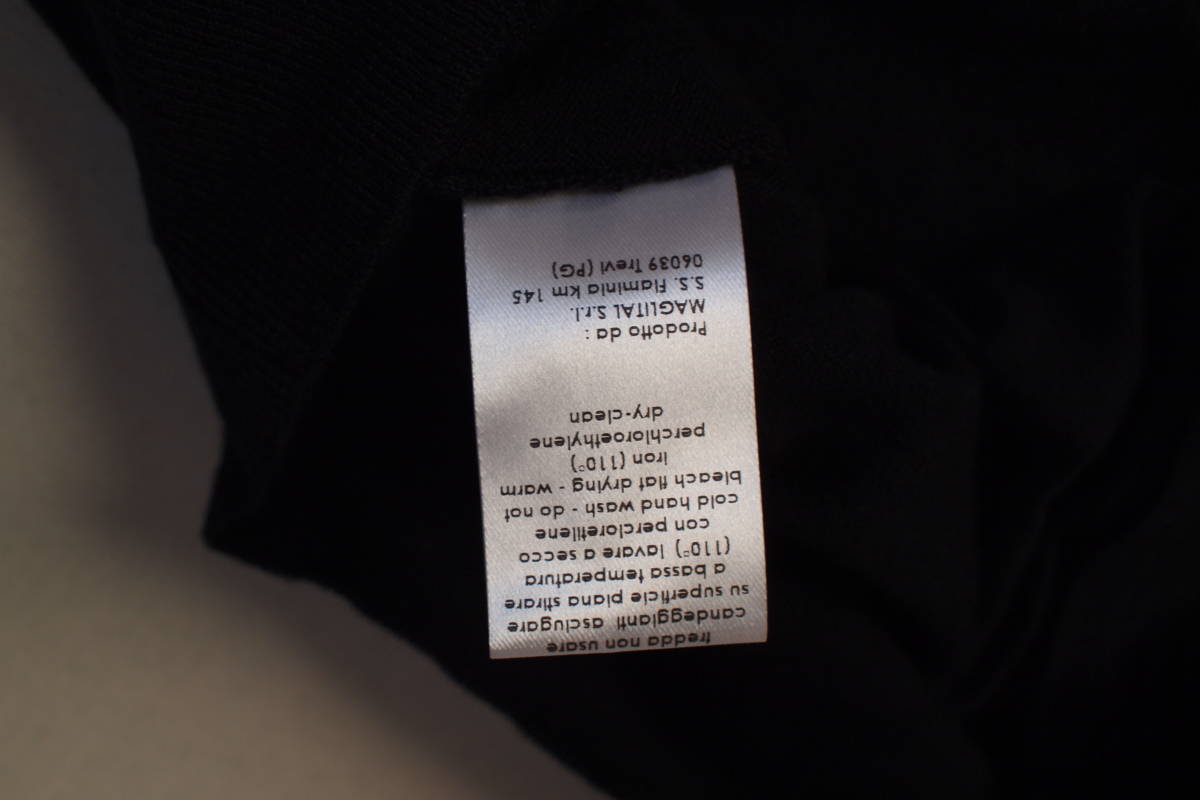 fredda non usare
candeggianti asciugare
su superficie piana stirare
a bassa temperatura
(110°) lavare a secco
con percloretilene
cold hand wash - do not
bleach flat drying - warm
iron (110°)
perchloroethylene
dry-clean
Prodotto da :
MAGLITAL S.r.l.
S.S. Flaminia km 145
06039 Trevi (PG)